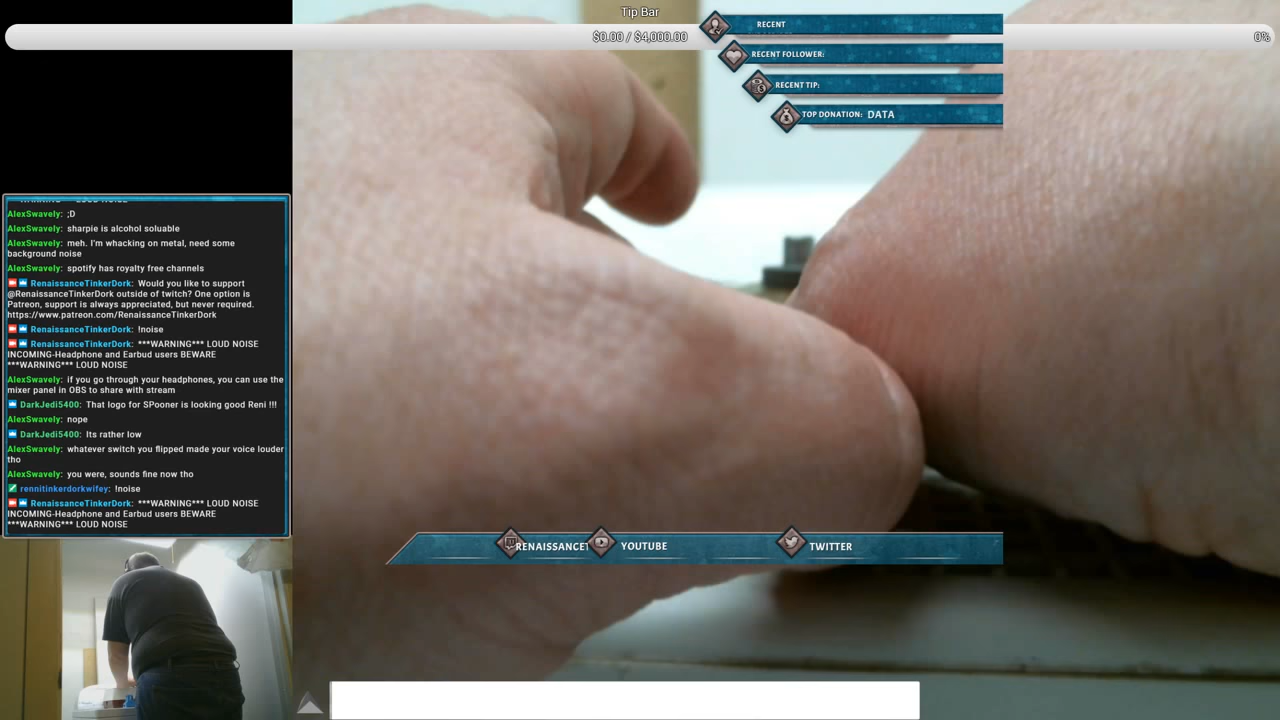 Tip Bar
$0.00 / $4,000.00
0%
RECENT
RECENT FOLLOWER:
RECENT TIP:
TOP DONATION: DATA
AlexSwavely: ;D
AlexSwavely: sharpie is alcohol soluable
AlexSwavely: meh. I'm whacking on metal, need some
background noise
AlexSwavely: spotify has royalty free channels
RenaissanceTinkerDork: Would you like to support
@RenaissanceTinkerDork outside of twitch? One option is
Patreon, support is always appreciated, but never required.
https://www.patreon.com/RenaissanceTinkerDork
RenaissanceTinkerDork: !noise
RenaissanceTinkerDork: ***WARNING*** LOUD NOISE
INCOMING-Headphone and Earbud users BEWARE
***WARNING*** LOUD NOISE
AlexSwavely: if you go through your headphones, you can use the
mixer panel in OBS to share with stream
DarkJedi5400: That logo for SPooner is looking good Reni !!!
AlexSwavely: nope
DarkJedi5400: Its rather low
AlexSwavely: whatever switch you flipped made your voice louder
tho
AlexSwavely: you were, sounds fine now tho
rennitinkerdorkwifey: !noise
RenaissanceTinkerDork: ***WARNING*** LOUD NOISE
INCOMING-Headphone and Earbud users BEWARE
***WARNING*** LOUD NOISE
RENAISSANCET
YOUTUBE
TWITTER